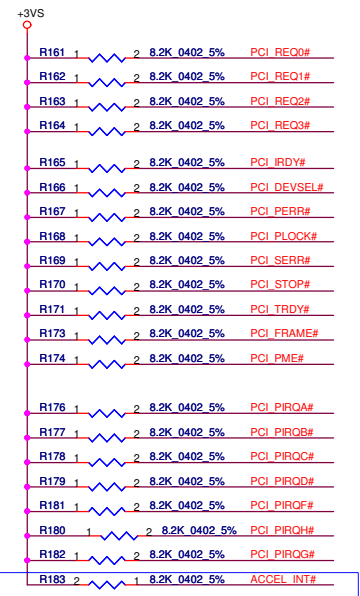 +3VS
R161 1 2 8.2K_0402_5% PCI_REQ0#
R162 1 2 8.2K_0402_5% PCI_REQ1#
R163 1 2 8.2K_0402_5% PCI_REQ2#
R164 1 2 8.2K_0402_5% PCI_REQ3#
R165 1 2 8.2K_0402_5% PCI_IRDY#
R166 1 2 8.2K_0402_5% PCI_DEVSEL#
R167 1 2 8.2K_0402_5% PCI_PERR#
R168 1 2 8.2K_0402_5% PCI_PLOCK#
R169 1 2 8.2K_0402_5% PCI_SERR#
R170 1 2 8.2K_0402_5% PCI_STOP#
R171 1 2 8.2K_0402_5% PCI_TRDY#
R173 1 2 8.2K_0402_5% PCI_FRAME#
R174 1 2 8.2K_0402_5% PCI_PME#
R176 1 2 8.2K_0402_5% PCI_PIRQA#
R177 1 2 8.2K_0402_5% PCI_PIRQB#
R178 1 2 8.2K_0402_5% PCI_PIRQC#
R179 1 2 8.2K_0402_5% PCI_PIRQD#
R181 1 2 8.2K_0402_5% PCI_PIRQF#
R180 1 2 8.2K_0402_5% PCI_PIRQH#
R182 1 2 8.2K_0402_5% PCI_PIRQG#
R183 2 1 8.2K_0402_5% ACCEL_INT#